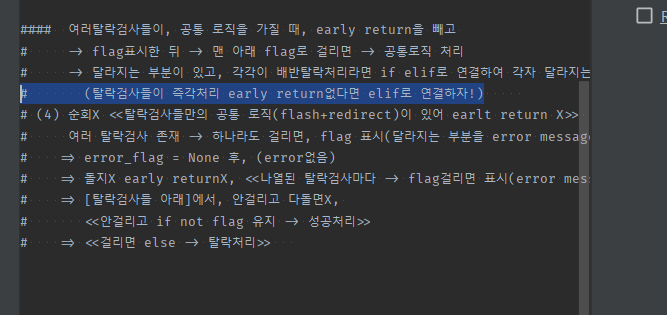 ####  여러탈락검사들이, 공통 로직을 가질 때, early return을 빼고
#      -> flag표시한 뒤 -> 맨 아래 flag로 걸리면 -> 공통로직 처리
#      -> 달라지는 부분이 있고, 각각이 배반탈락처리라면 if elif로 연결하여 각자 달라지는
#        (탈락검사들이 즉각처리 early return없다면 elif로 연결하자!)
# (4) 순회X <<탈락검사들만의 공통 로직(flash+redirect)이 있어 earlt return X>>
#      여러 탈락검사 존재 -> 하나라도 걸리면, flag 표시(달라지는 부분을 error messag
#     => error_flag = None 후, (error없음)
#     => 돌지X early returnX, <<나열된 탈락검사마다 -> flag걸리면 표시(error mes
#     => [탈락검사들 아래]에서, 안걸리고 다돌면X,
#        <<안걸리고 if not flag 유지 -> 성공처리>>
#     => <<걸리면 else -> 탈락처리>>